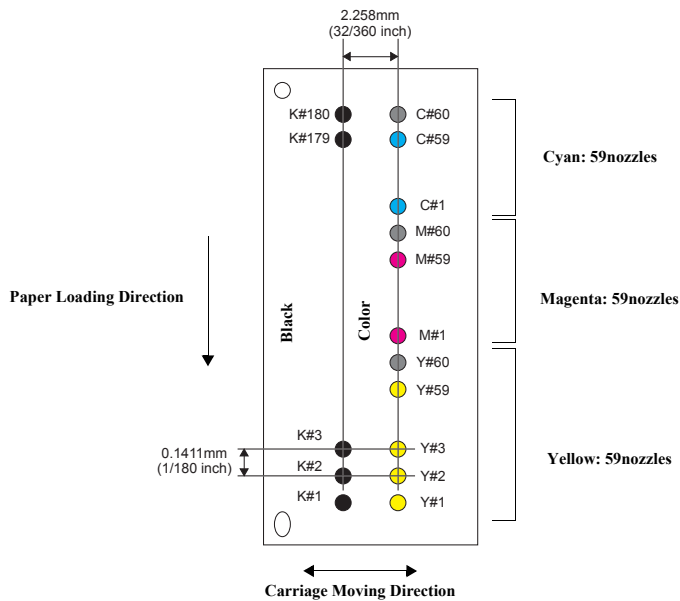 2.258mm
(32/360 inch)
K#180
C#60
K#179
C#59
Cyan: 59nozzles
C#1
M#60
M#59
Paper Loading Direction
Magenta: 59nozzles
Black
Color
M#1
Y#60
Y#59
K#3
Y#3
0.1411mm
(1/180 inch)
K#2
Y#2
Yellow: 59nozzles
K#1
Y#1
Carriage Moving Direction